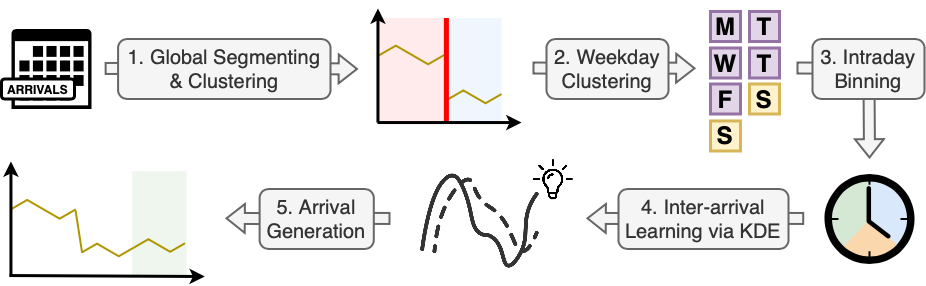 ARRIVALS
1. Global Segmenting
& Clustering
2. Weekday
Clustering
M T
W T
F S
S
3. Intraday
Binning
4. Inter-arrival
Learning via KDE
5. Arrival
Generation